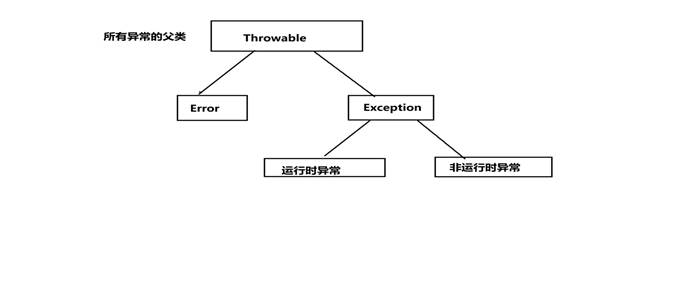 所有异常的父类
Throwable
Error
Exception
运行时异常
非运行时异常